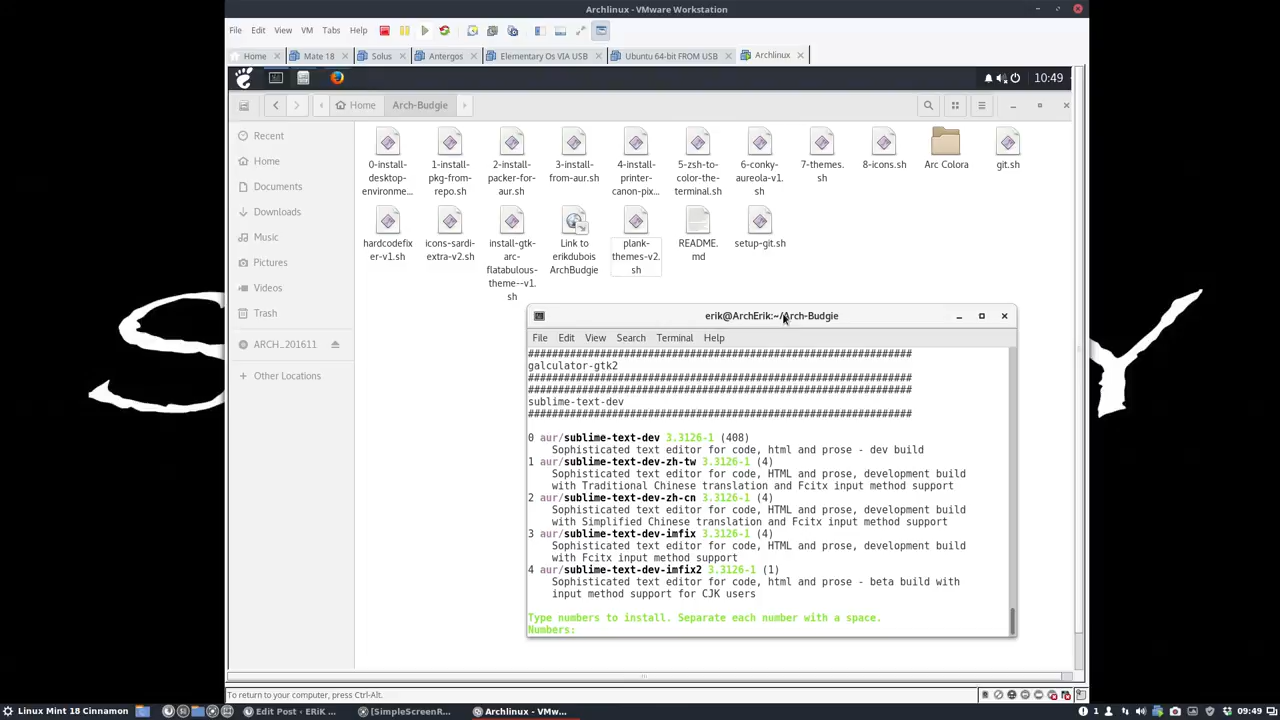 Archlinux - VMware Workstation
File Edit View VM Tabs Help
Home Mate 18 Solus Antergos Elementary Os VIA USB Ubuntu 64-bit FROM USB Archlinux
10:49
Home Arch-Budgie
Recent
Home
Documents
Downloads
Music
Pictures
Videos
Trash
ARCH_201611
Other Locations
0-install-
desktop-
environme...
1-install-
pkg-from-
repo.sh
2-install-
packer-for-
aur.sh
3-install-
from-aur.sh
4-install-
printer-
canon-pix...
5-zsh-to-
color-the-
terminal.sh
6-conky-
aureola-v1.
sh
7-themes.
sh
8-icons.sh
Arc Colora
git.sh
hardcodefix
er-v1.sh
icons-sardi-
extra-v2.sh
install-gtk-
arc-
flatabulous-
theme--v1.
sh
Link to
erikdubois
ArchBudgie
plank-
themes-v2.
sh
README.
md
setup-git.sh
erik@ArchErik:~/Arch-Budgie
File Edit View Search Terminal Help
################################################################
galculator-gtk2
################################################################
################################################################
sublime-text-dev
################################################################
0 aur/sublime-text-dev 3.3126-1 (408)
Sophisticated text editor for code, html and prose - dev build
1 aur/sublime-text-dev-zh-tw 3.3126-1 (4)
Sophisticated text editor for code, HTML and prose, development build
with Traditional Chinese translation and Fcitx input method support
2 aur/sublime-text-dev-zh-cn 3.3126-1 (4)
Sophisticated text editor for code, HTML and prose, development build
with Simplified Chinese translation and Fcitx input method support
3 aur/sublime-text-dev-imfix 3.3126-1 (4)
Sophisticated text editor for code, HTML and prose, development build
with Fcitx input method support
4 aur/sublime-text-dev-imfix2 3.3126-1 (1)
Sophisticated text editor for code, html and prose - beta build with
input method support for CJK users
Type numbers to install. Separate each number with a space.
Numbers:
To return to your computer, press Ctrl-Alt.
Linux Mint 18 Cinnamon Edit Post - ERiK ... [SimpleScreenR... Archlinux - VMw... 1 09:49